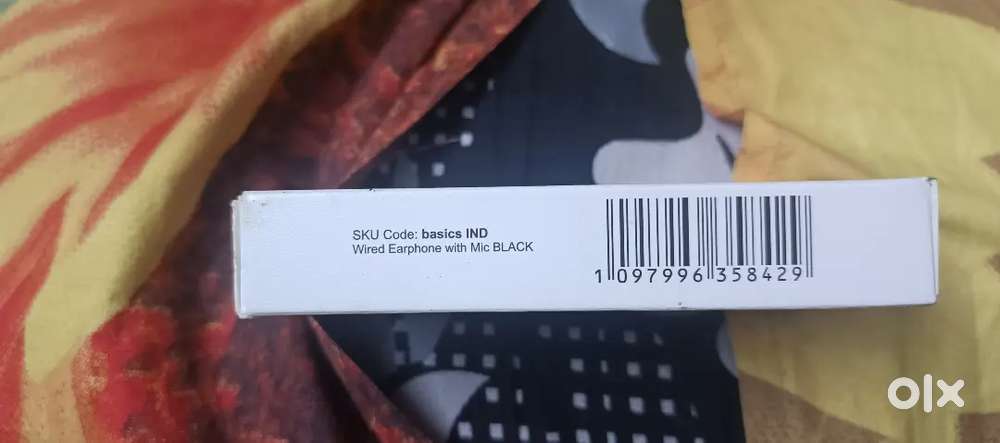 SKU Code: basics IND
Wired Earphone with Mic BLACK
1 097996 358429
olx